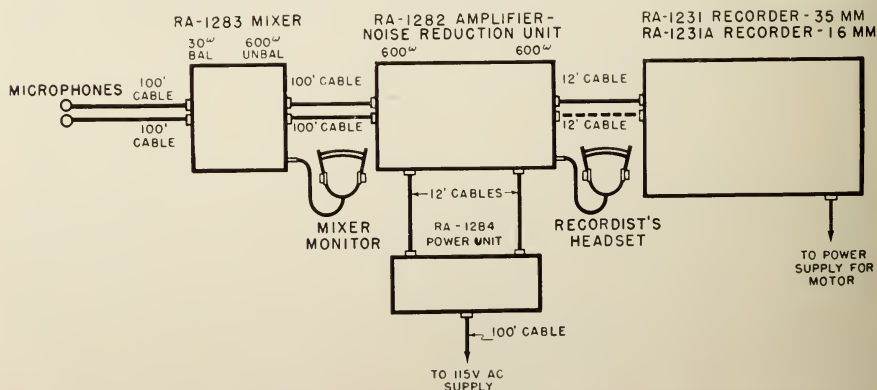 RA-1283 MIXER
30ω
BAL
600ω
UNBAL
RA-1282 AMPLIFIER-
NOISE REDUCTION UNIT
600ω
600ω
RA-1231 RECORDER - 35 MM
RA-1231A RECORDER - 16 MM
MICROPHONES
100'
CABLE
100'
CABLE
100' CABLE
100' CABLE
12' CABLE
12' CABLE
MIXER
MONITOR
12' CABLES
RA-1284
POWER UNIT
RECORDIST'S
HEADSET
TO POWER
SUPPLY FOR
MOTOR
100' CABLE
TO 115V AC
SUPPLY